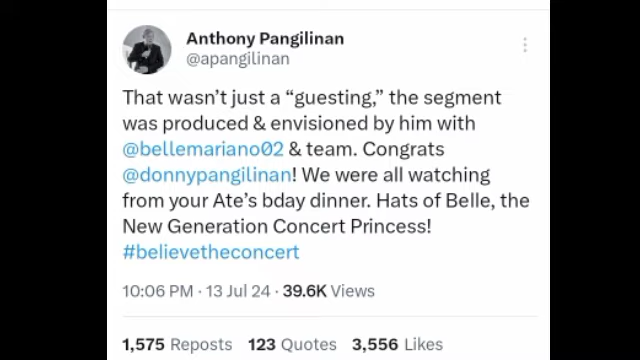 Anthony Pangilinan
@apangilinan
That wasn't just a “guesting,” the segment
was produced & envisioned by him with
@bellemariano02 & team. Congrats
@donnypangilinan! We were all watching
from your Ate's bday dinner. Hats of Belle, the
New Generation Concert Princess!
#believetheconcert
10:06 PM · 13 Jul 24 · 39.6K Views
1,575 Reposts 123 Quotes 3,556 Likes